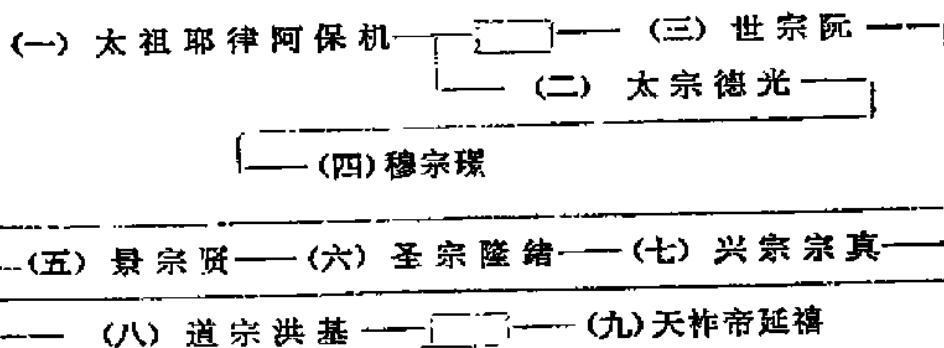 (一) 太祖耶律阿保机 (三) 世宗阮
(二) 太宗德光
(四) 穆宗璟
(五) 景宗贤 (六) 圣宗隆绪 (七) 兴宗宗真
(八) 道宗洪基 (九) 天祚帝延禧